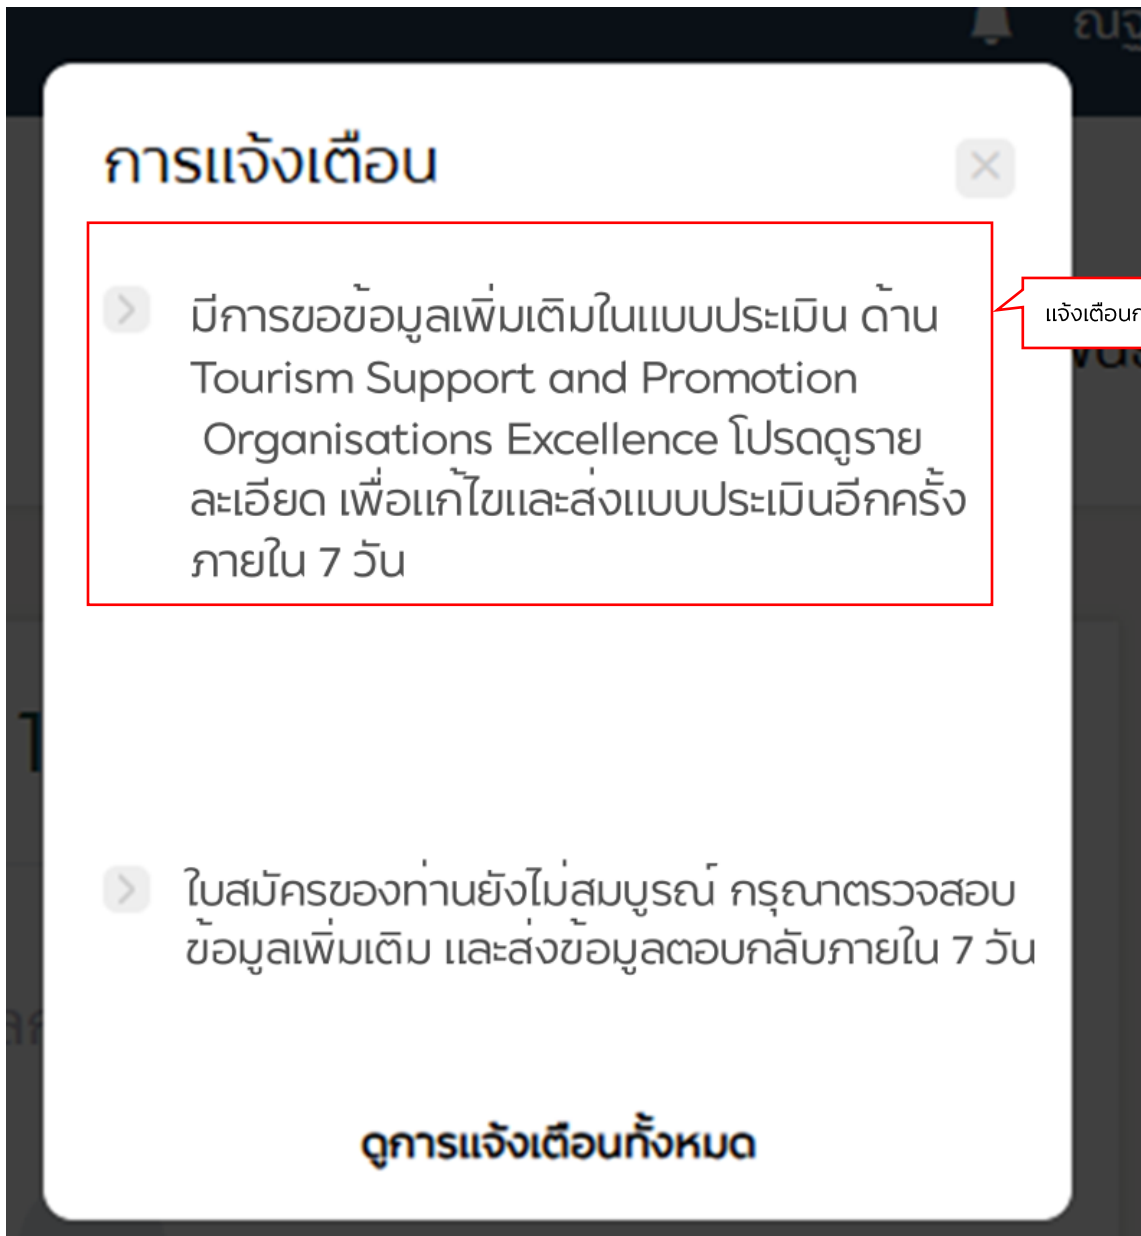 การแจ้งเตือน
มีการขอข้อมูลเพิ่มเติมในแบบประเมิน ด้าน
Tourism Support and Promotion
Organisations Excellence โปรดดูราย
ละเอียด เพื่อแก้ไขและส่งแบบประเมินอีกครั้ง
ภายใน 7 วัน
แจ้งเตือน
ใบสมัครของท่านยังไม่สมบูรณ์ กรุณาตรวจสอบ
ข้อมูลเพิ่มเติม และส่งข้อมูลตอบกลับภายใน 7 วัน
ดูการแจ้งเตือนทั้งหมด